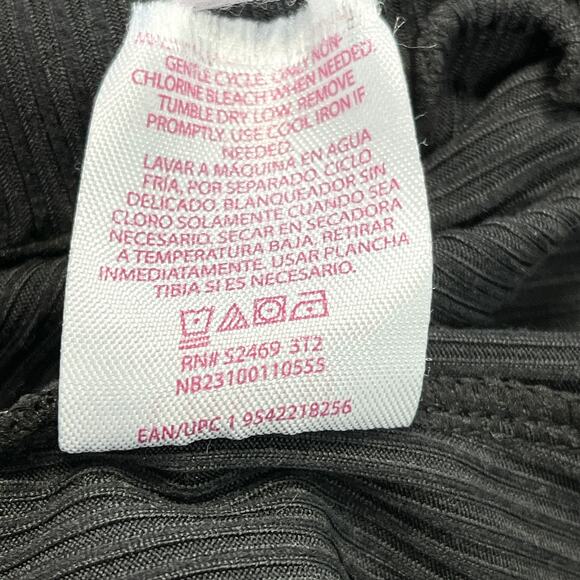 GENTLE CYCLE. ONLY NON-
CHLORINE BLEACH WHEN NEEDED.
TUMBLE DRY LOW. REMOVE
PROMPTLY. USE COOL IRON IF
NEEDED.
LAVAR A MÁQUINA EN AGUA
FRÍA, POR SEPARADO. CICLO
DELICADO. BLANQUEADOR SIN
CLORO SOLAMENTE CUANDO SEA
NECESARIO. SECAR EN SECADORA
A TEMPERATURA BAJA. RETIRAR
INMEDIATAMENTE. USAR PLANCHA
TIBIA SI ES NECESARIO.
RN# 52469 3T2
NB23100110555
EAN/UPC 1 9542218256